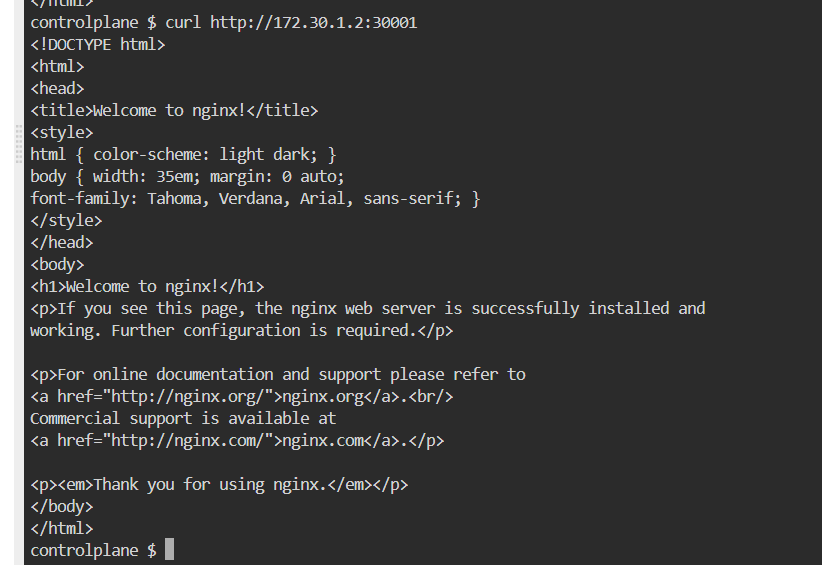 </html>
controlplane $ curl http://172.30.1.2:30001
<!DOCTYPE html>
<html>
<head>
<title>Welcome to nginx!</title>
<style>
html { color-scheme: light dark; }
body { width: 35em; margin: 0 auto;
font-family: Tahoma, Verdana, Arial, sans-serif; }
</style>
</head>
<body>
<h1>Welcome to nginx!</h1>
<p>If you see this page, the nginx web server is successfully installed and
working. Further configuration is required.</p>

<p>For online documentation and support please refer to
<a href="http://nginx.org/">nginx.org</a>.<br/>
Commercial support is available at
<a href="http://nginx.com/">nginx.com</a>.</p>

<p><em>Thank you for using nginx.</em></p>
</body>
</html>
controlplane $